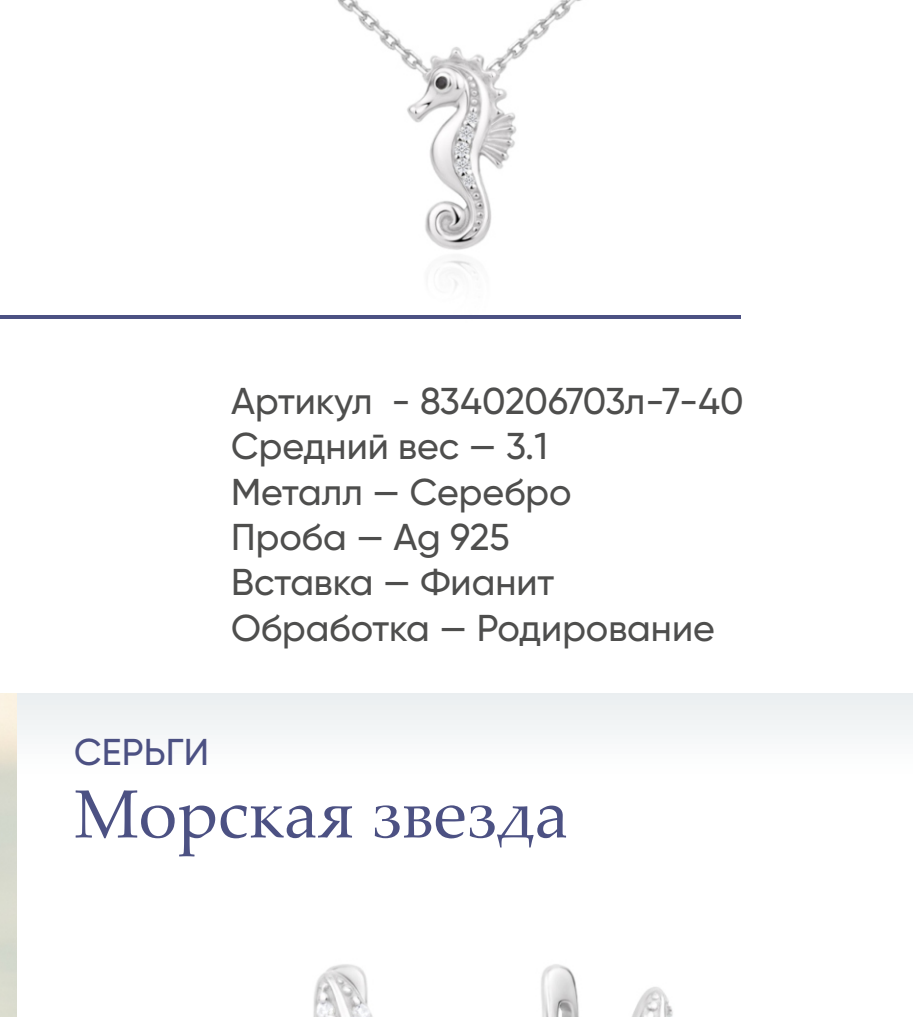 Артикул - 8340206703л-7-40
Средний вес — 3.1
Металл — Серебро
Проба — Ag 925
Вставка — Фианит
Обработка — Родирование
СЕРЬГИ
Морская звезда